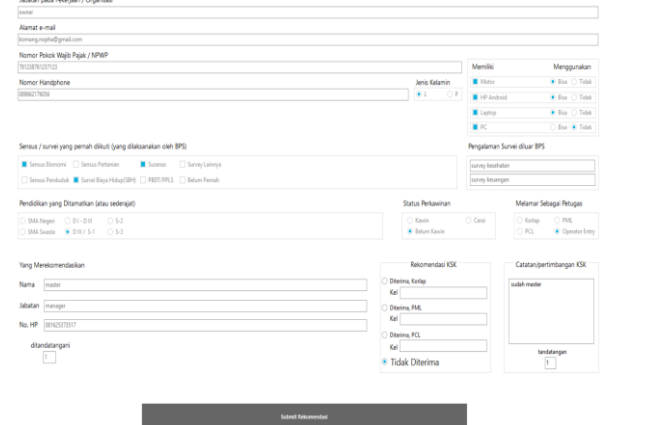 Jabatan pada Pekerjaan / Organisasi
owner
Alamat e-mail
komang.nopha@gmail.com
Nomor Pokok Wajib Pajak / NPWP
Nomor Handphone
Jenis Kelamin
L P
Memiliki Menggunakan
Motor Bisa Tidak
HP Android Bisa Tidak
Laptop Bisa Tidak
PC Bisa Tidak
Sensus / survei yang pernah diikuti (yang dilaksanakan oleh BPS)
Sensus Ekonomi Sensus Pertanian Susenas Survey Lainnya
Sensus Penduduk Survei Biaya Hidup(SBH) PBDT/PPLS Belum Pernah
Pengalaman Survei diluar BPS
survey kesehatan
survey keuangan
Pendidikan yang Ditamatkan (atau sederajat)
SMA Negeri D I - D III S-2
SMA Swasta D IV / S-1 S-3
Status Perkawinan
Kawin Cerai
Belum Kawin
Melamar Sebagai Petugas
Korlap PML
PCL Operator Entry
Yang Merekomendasikan
Nama master
Jabatan manager
No. HP 081625373517
ditandatangani
1
Rekomendasi KSK
Diterima, Korlap
Kel
Diterima, PML
Kel
Diterima, PCL
Kel
Tidak Diterima
Catatan/pertimbangan KSK
sudah master
tandatangan
1
Submit Rekomendasi